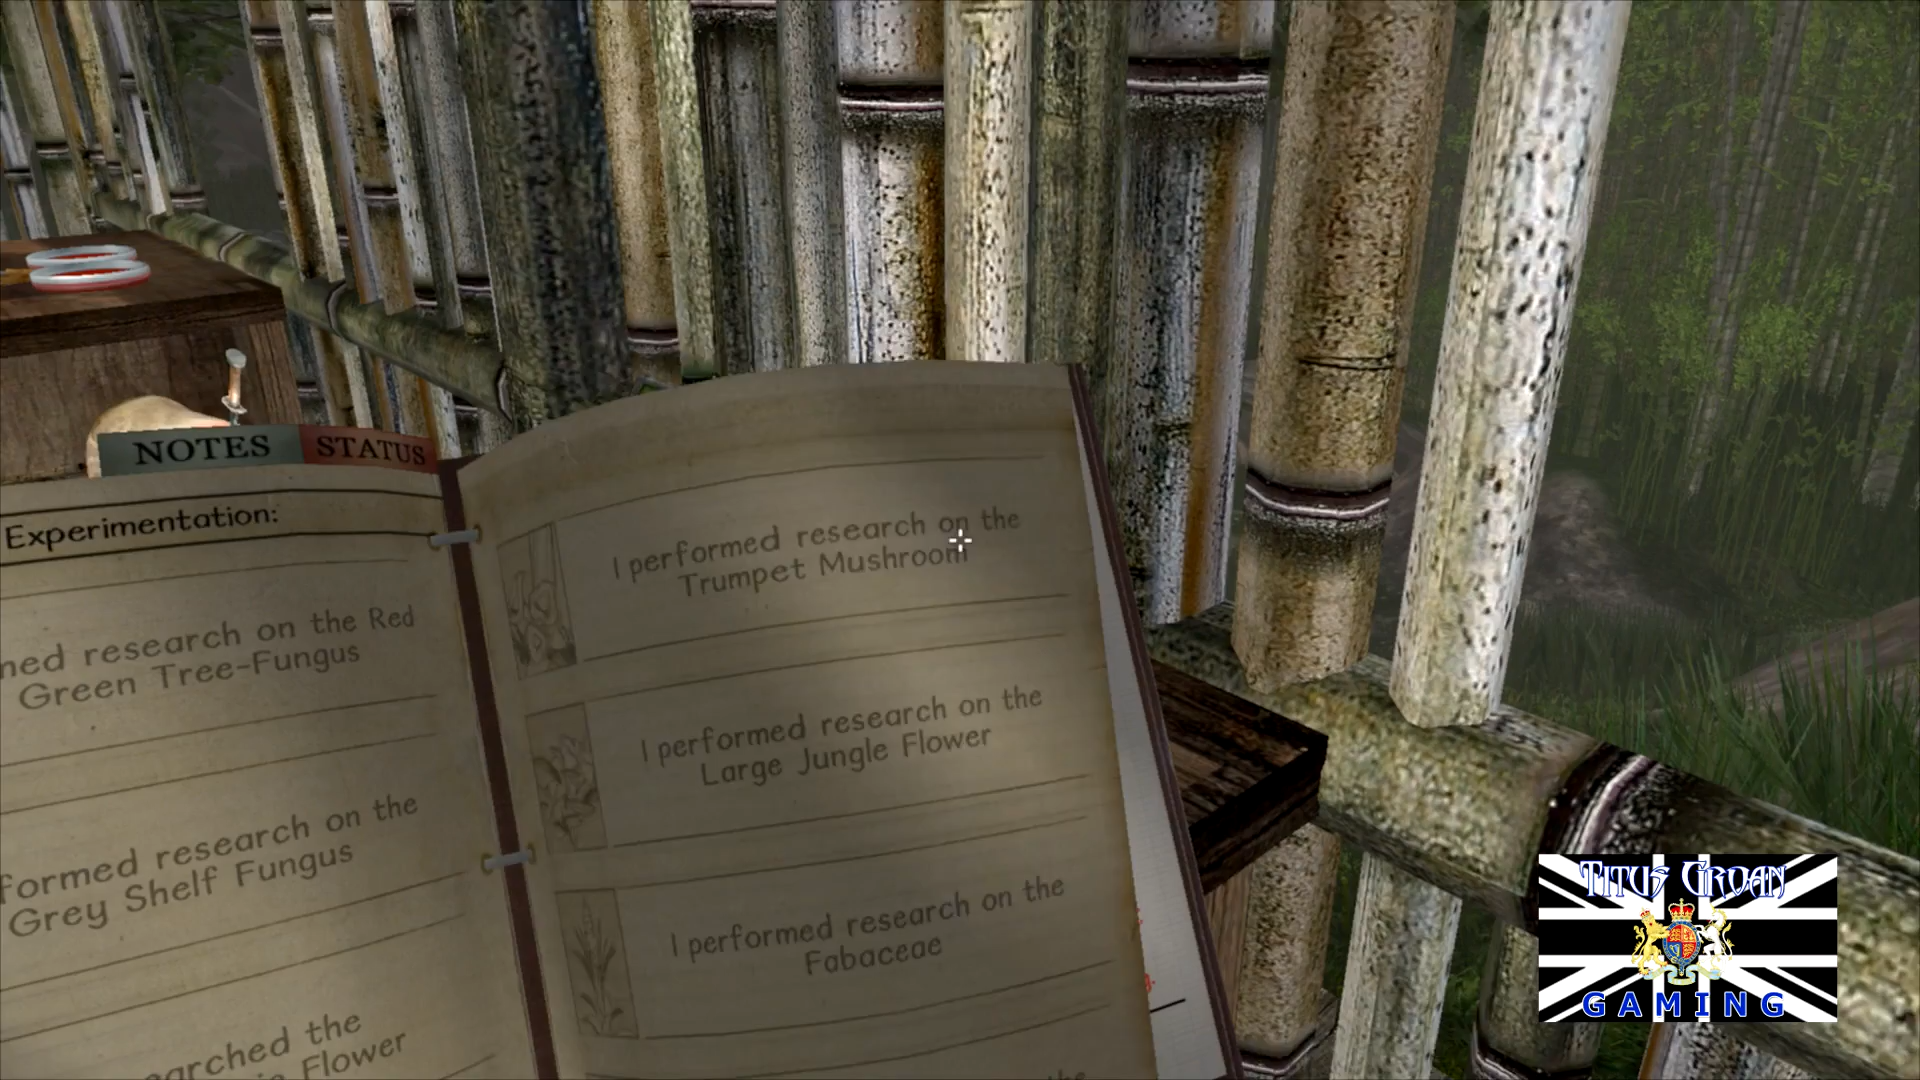 NOTES
STATUS
Experimentation:
research on the Red
Green Tree-Fungus
research on the
Grey Shelf Fungus
the
Flower
I performed research on the
Trumpet Mushroom
I performed research on the
Large Jungle Flower
I performed research on the
Fabaceae
the
TITUS GROAN
GAMING